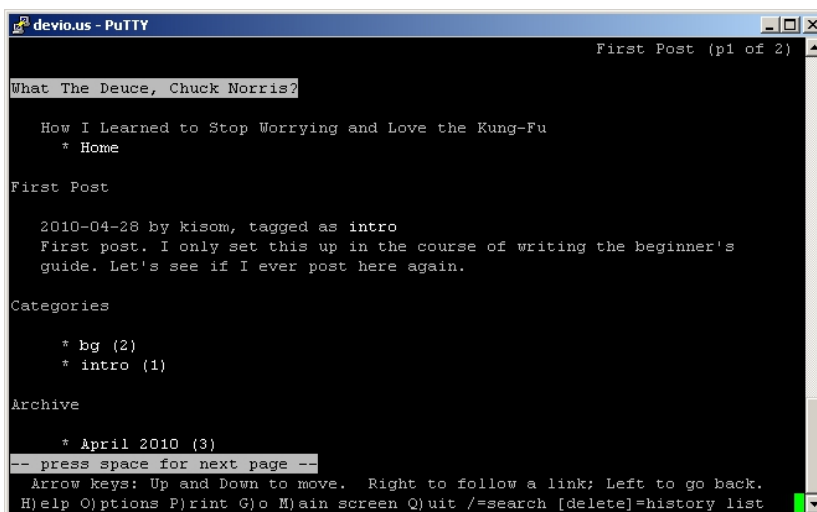 devio.us - PuTTY
First Post (p1 of 2)
What The Deuce, Chuck Norris?
How I Learned to Stop Worrying and Love the Kung-Fu
* Home
First Post
2010-04-28 by kisom, tagged as intro
First post. I only set this up in the course of writing the beginner's
guide. Let's see if I ever post here again.
Categories
* bg (2)
* intro (1)
Archive
* April 2010 (3)
-- press space for next page --
Arrow keys: Up and Down to move.  Right to follow a link; Left to go back.
H)elp O)ptions P)rint G)o M)ain screen Q)uit /=search [delete]=history list